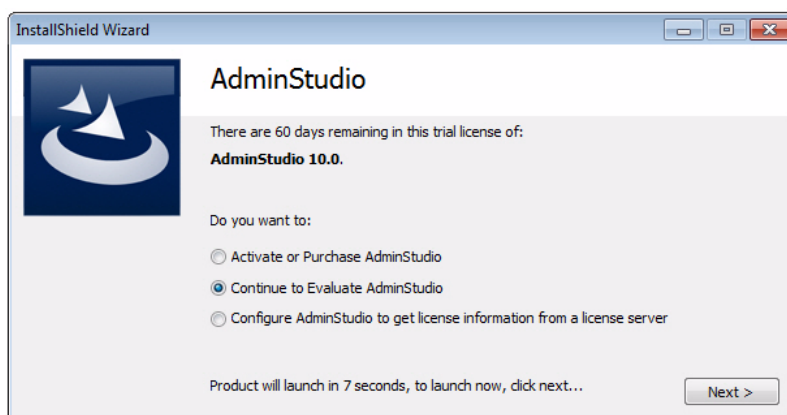 InstallShield Wizard
AdminStudio
There are 60 days remaining in this trial license of:
AdminStudio 10.0.
Do you want to:
Activate or Purchase AdminStudio
Continue to Evaluate AdminStudio
Configure AdminStudio to get license information from a license server
Product will launch in 7 seconds, to launch now, click next...
Next >